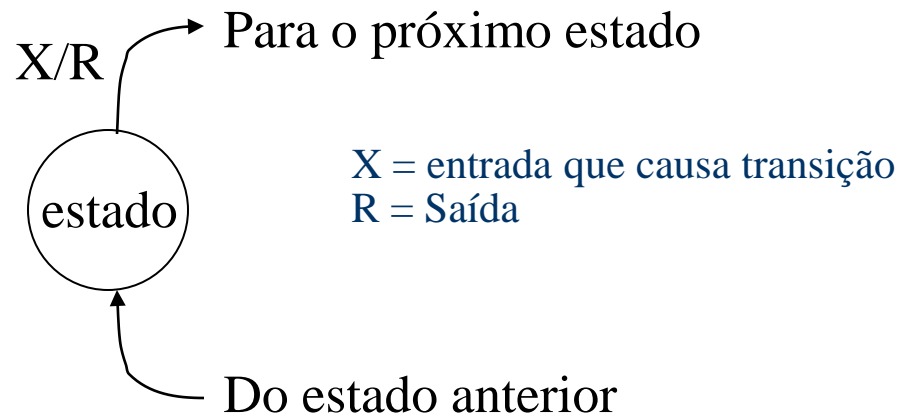 Para o próximo estado
X/R
X = entrada que causa transição
R = Saída
estado
Do estado anterior